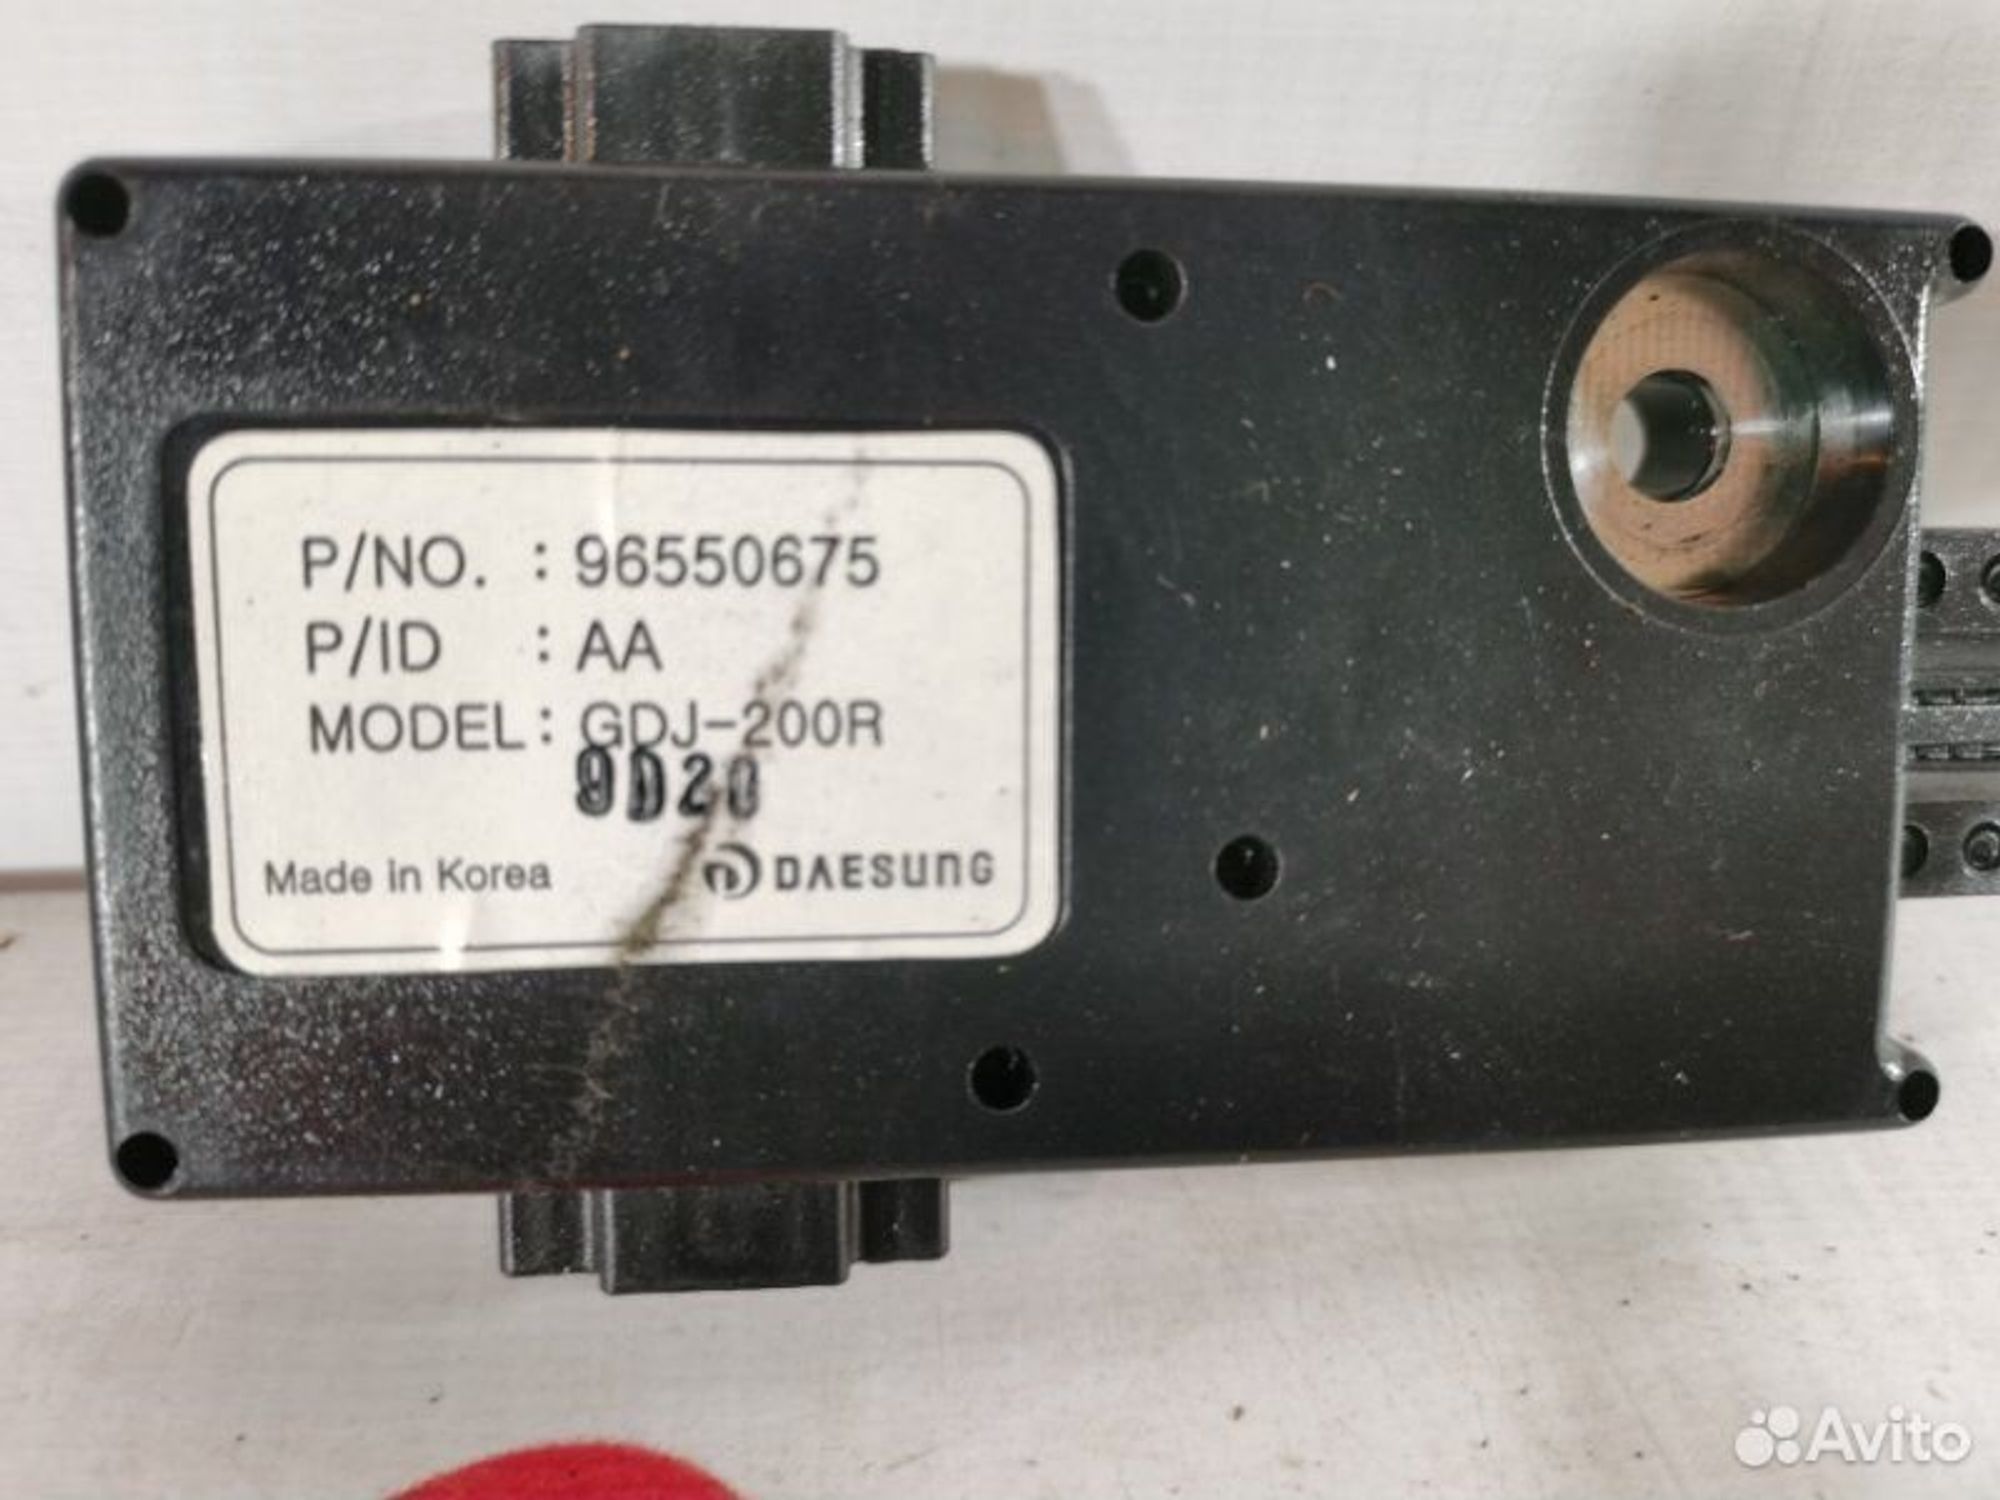 P/NO. : 96550675
P/ID : AA
MODEL : GDJ-200R
9D20
Made in Korea DAESUNG
Avito